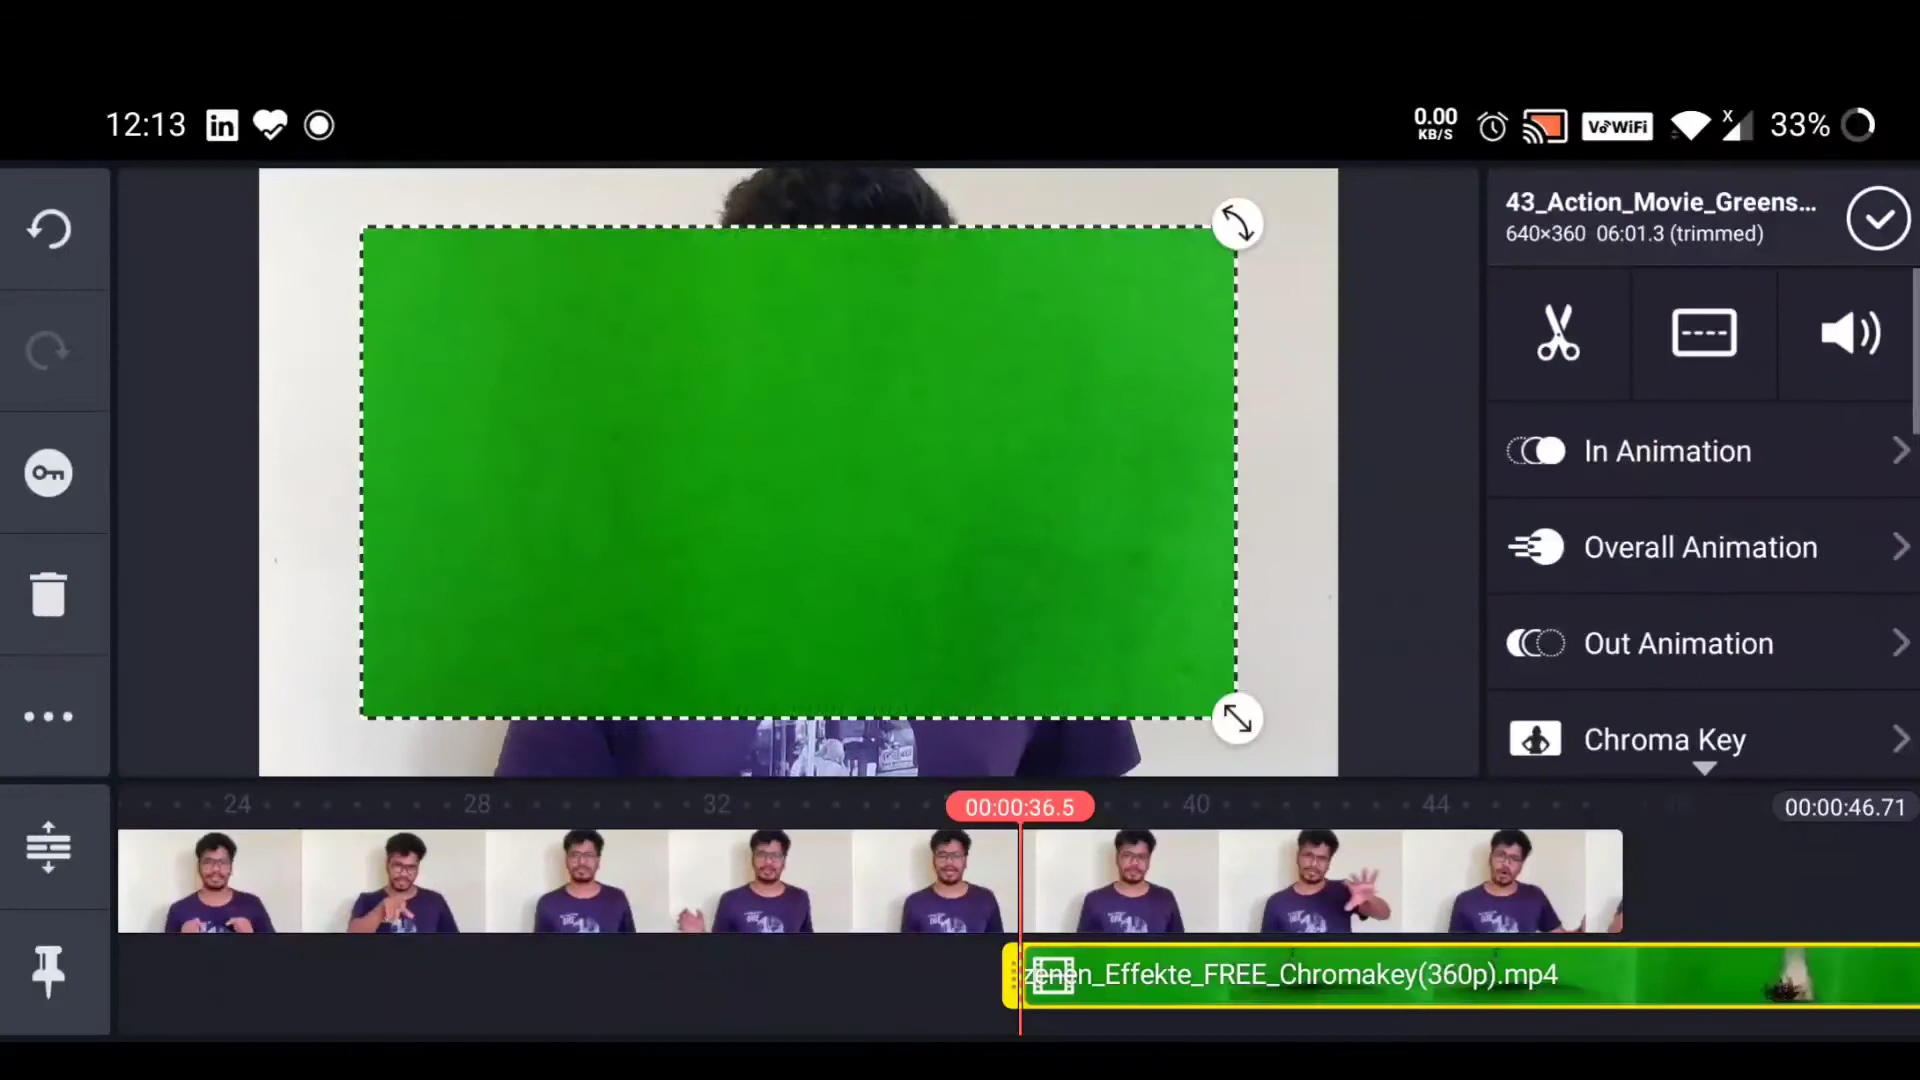 12:13
in
0.00
KB/S
VoWiFi
X
33%
43_Action_Movie_Greens...
640×360 06:01.3 (trimmed)
In Animation
Overall Animation
Out Animation
Chroma Key
24
28
32
00:00:36.5
40
44
00:00:46.71
zenen_Effekte_FREE_Chromakey(360p).mp4